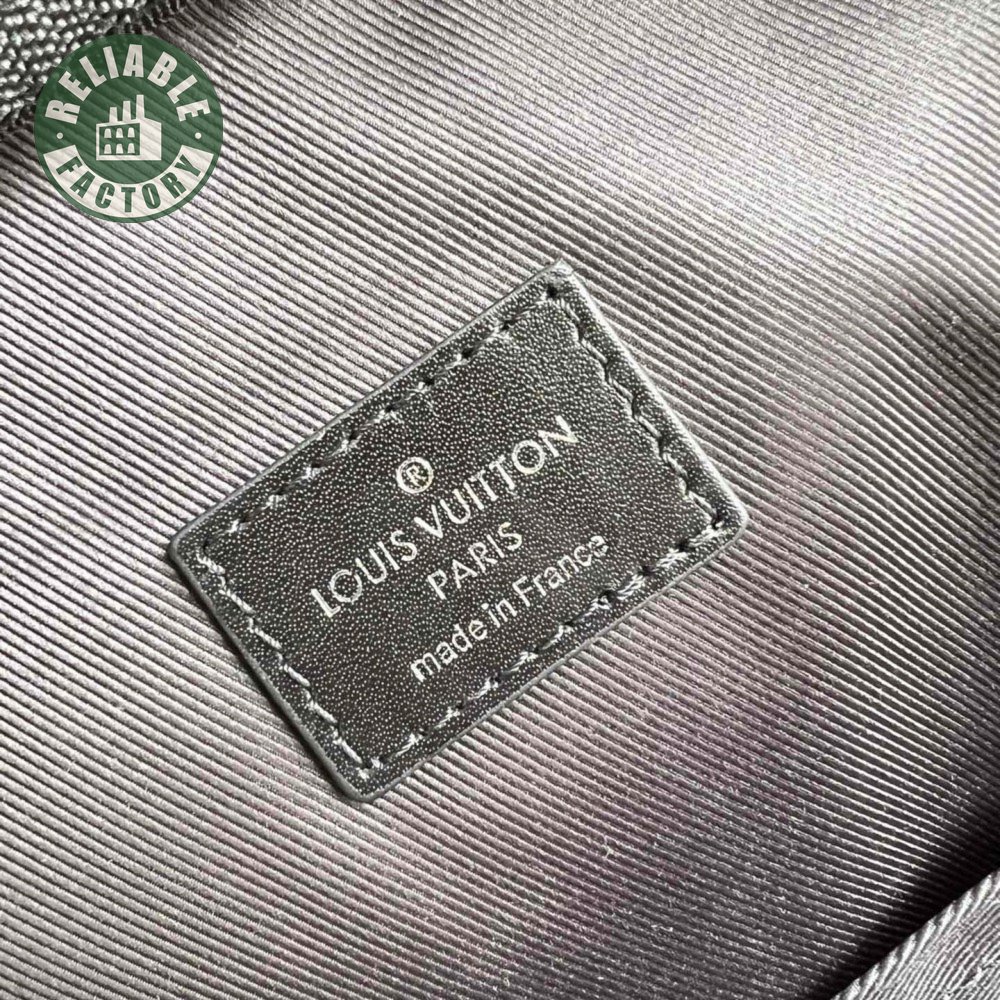 RELIABLE
FACTORY
®
LOUIS VUITTON
PARIS
made in France